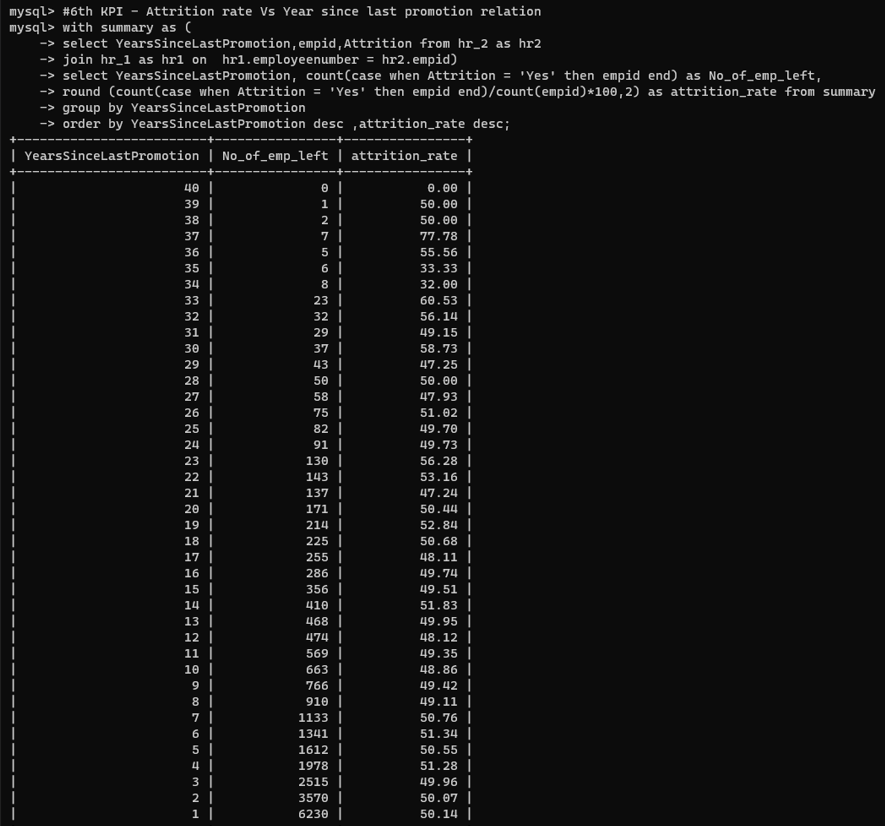 mysql> #6th KPI - Attrition rate Vs Year since last promotion relation
mysql> with summary as (
    -> select YearsSinceLastPromotion,empid,Attrition from hr_2 as hr2
    -> join hr_1 as hr1 on  hr1.employeenumber = hr2.empid)
    -> select YearsSinceLastPromotion, count(case when Attrition = 'Yes' then empid end) as No_of_emp_left,
    -> round (count(case when Attrition = 'Yes' then empid end)/count(empid)*100,2) as attrition_rate from summary
    -> group by YearsSinceLastPromotion
    -> order by YearsSinceLastPromotion desc ,attrition_rate desc;
+-------------------------+----------------+----------------+
| YearsSinceLastPromotion | No_of_emp_left | attrition_rate |
+-------------------------+----------------+----------------+
|                      40 |              0 |           0.00 |
|                      39 |              1 |          50.00 |
|                      38 |              2 |          50.00 |
|                      37 |              7 |          77.78 |
|                      36 |              5 |          55.56 |
|                      35 |              6 |          33.33 |
|                      34 |              8 |          32.00 |
|                      33 |             23 |          60.53 |
|                      32 |             32 |          56.14 |
|                      31 |             29 |          49.15 |
|                      30 |             37 |          58.73 |
|                      29 |             43 |          47.25 |
|                      28 |             50 |          50.00 |
|                      27 |             58 |          47.93 |
|                      26 |             75 |          51.02 |
|                      25 |             82 |          49.70 |
|                      24 |             91 |          49.73 |
|                      23 |            130 |          56.28 |
|                      22 |            143 |          53.16 |
|                      21 |            137 |          47.24 |
|                      20 |            171 |          50.44 |
|                      19 |            214 |          52.84 |
|                      18 |            225 |          50.68 |
|                      17 |            255 |          48.11 |
|                      16 |            286 |          49.74 |
|                      15 |            356 |          49.51 |
|                      14 |            410 |          51.83 |
|                      13 |            468 |          49.95 |
|                      12 |            474 |          48.12 |
|                      11 |            569 |          49.35 |
|                      10 |            663 |          48.86 |
|                       9 |            766 |          49.42 |
|                       8 |            910 |          49.11 |
|                       7 |           1133 |          50.76 |
|                       6 |           1341 |          51.34 |
|                       5 |           1612 |          50.55 |
|                       4 |           1978 |          51.28 |
|                       3 |           2515 |          49.96 |
|                       2 |           3570 |          50.07 |
|                       1 |           6230 |          50.14 |